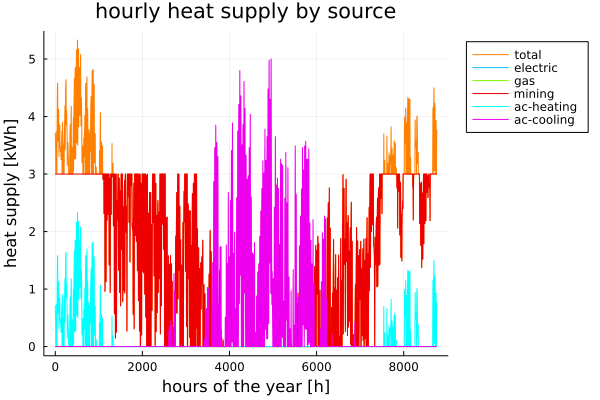 hourly heat supply by source
heat supply [kWh]
5
4
3
2
1
0
0
2000
4000
6000
8000
hours of the year [h]
total
electric
gas
mining
ac-heating
ac-cooling